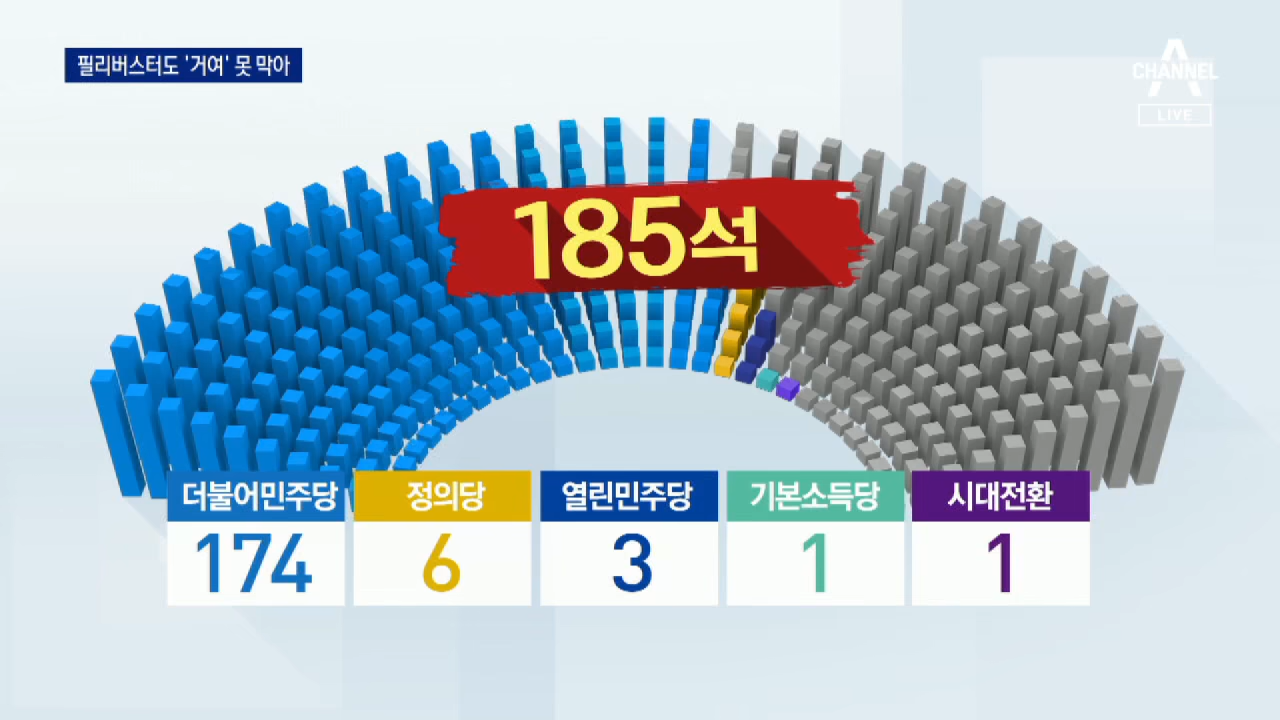 필리버스터도 '거여' 못 막아
CHANNEL A
LIVE
185석
더불어민주당 정의당 열린민주당 기본소득당 시대전환
174 6 3 1 1